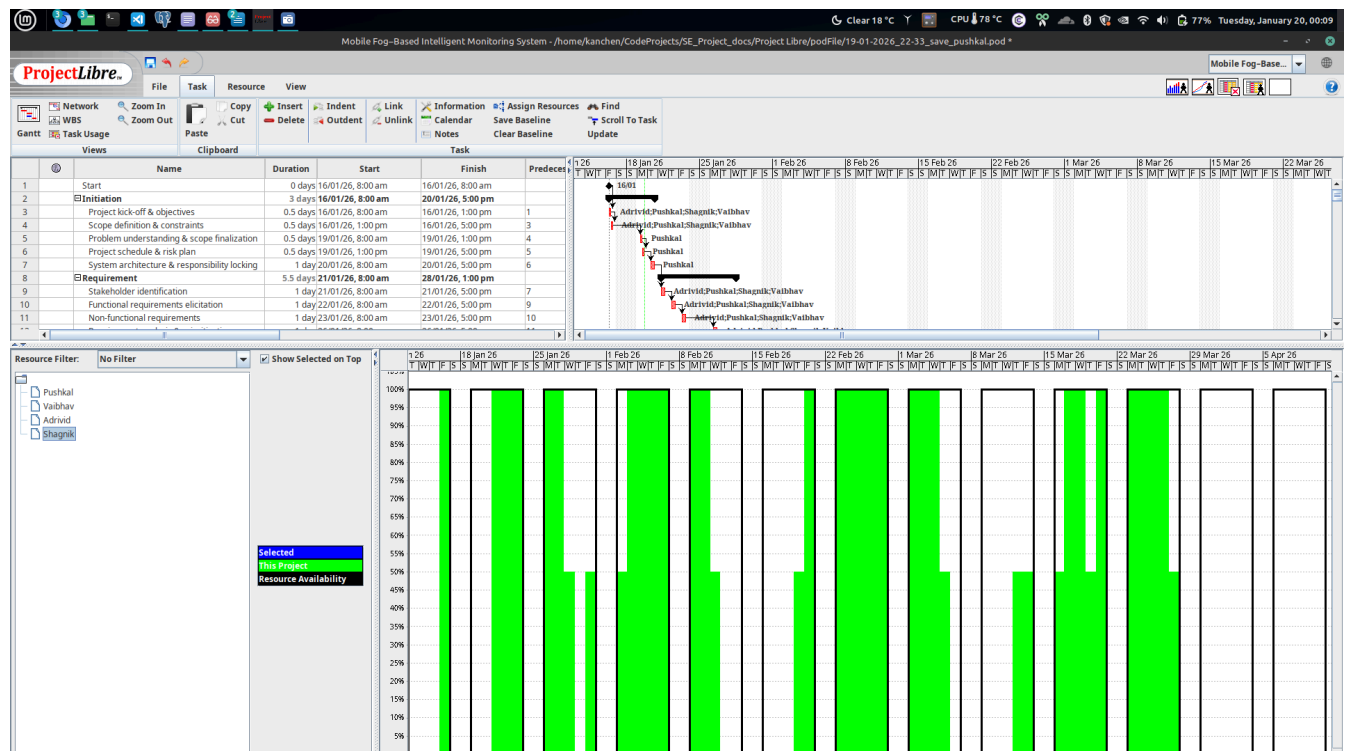 Clear 18 °C
CPU 78 °C
77% Tuesday, January 20, 00:09
Mobile Fog-Based Intelligent Monitoring System - /home/kanchen/CodeProjects/SE_Project_docs/Project Libre/podFile/19-01-2026_22-33_save_pushkal.pod *
ProjectLibre
Mobile Fog-Base...
File Task Resource View
Network Zoom In Copy Insert Indent Link Information Assign Resources Find
WBS Zoom Out Cut Delete Outdent Unlink Calendar Save Baseline Scroll To Task
Gantt Task Usage Paste Notes Clear Baseline Update
Views Clipboard Task
Name Duration Start Finish Predeces
1 Start 0 days 16/01/26, 8:00 am 16/01/26, 8:00 am
2 Initiation 3 days 16/01/26, 8:00 am 20/01/26, 5:00 pm
3 Project kick-off & objectives 0.5 days 16/01/26, 8:00 am 16/01/26, 1:00 pm 1
4 Scope definition & constraints 0.5 days 16/01/26, 1:00 pm 16/01/26, 5:00 pm 3
5 Problem understanding & scope finalization 0.5 days 19/01/26, 8:00 am 19/01/26, 1:00 pm 4
6 Project schedule & risk plan 0.5 days 19/01/26, 1:00 pm 19/01/26, 5:00 pm 5
7 System architecture & responsibility locking 1 day 20/01/26, 8:00 am 20/01/26, 5:00 pm 6
8 Requirement 5.5 days 21/01/26, 8:00 am 28/01/26, 1:00 pm
9 Stakeholder identification 1 day 21/01/26, 8:00 am 21/01/26, 5:00 pm 7
10 Functional requirements elicitation 1 day 22/01/26, 8:00 am 22/01/26, 5:00 pm 9
11 Non-functional requirements 1 day 23/01/26, 8:00 am 23/01/26, 5:00 pm 10
26 18 Jan 26 25 Jan 26 1 Feb 26 8 Feb 26 15 Feb 26 22 Feb 26 1 Mar 26 8 Mar 26 15 Mar 26 22 Mar 26
T W T F S S M T W T F S S M T W T F S S M T W T F S S M T W T F S S M T W T F S S M T W T F S S M T W T F S S M T W T F S S M T W T F S S M T W T F S S M T W T
16/01
Adrivid;Pushkal;Shagnik;Vaibhav
Adrivid;Pushkal;Shagnik;Vaibhav
Pushkal
Pushkal
Pushkal
Adrivid;Pushkal;Shagnik;Vaibhav
Adrivid;Pushkal;Shagnik;Vaibhav
Adrivid;Pushkal;Shagnik;Vaibhav
Resource Filter: No Filter Show Selected on Top
Pushkal
Vaibhav
Adrivid
Shagnik
Selected
This Project
Resource Availability
26 18 Jan 26 25 Jan 26 1 Feb 26 8 Feb 26 15 Feb 26 22 Feb 26 1 Mar 26 8 Mar 26 15 Mar 26 22 Mar 26 29 Mar 26 5 Apr 26
T W T F S S M T W T F S S M T W T F S S M T W T F S S M T W T F S S M T W T F S S M T W T F S S M T W T F S S M T W T F S S M T W T F S S M T W T F S S M T W T F S S M T W T F S S M T W T F S
100%
95%
90%
85%
80%
75%
70%
65%
60%
55%
50%
45%
40%
35%
30%
25%
20%
15%
10%
5%